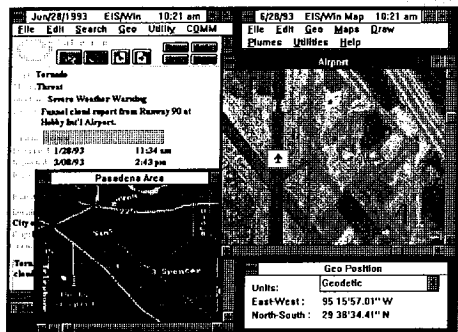 Jun/28/1993 EIS/Win 10:21 am
File Edit Search Geo Utility COMM
Tornado
Threat
Severe Weather Warning
Funnel cloud report from Runway 90 at
Hobby Int'l Airport.
1/28/93 11:34 am
3/08/93 2:43 pm
Pasadena Area
Spencer
City
6/28/93 EIS/Win Map 10:21 am
File Edit Geo Maps Draw
Plumes Utilities Help
Airport
Geo Position
Units: Geodetic
East-West: 95 15'57.01" W
North-South: 29 38'34.41" N